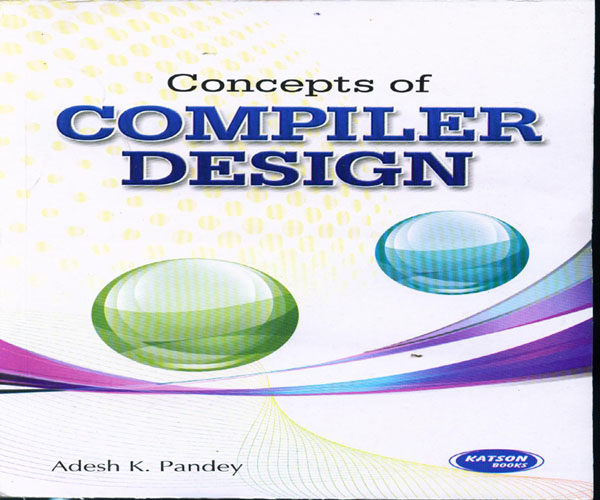 Concepts of
COMPILER
DESIGN
Adesh K. Pandey
KATSON
BOOKS